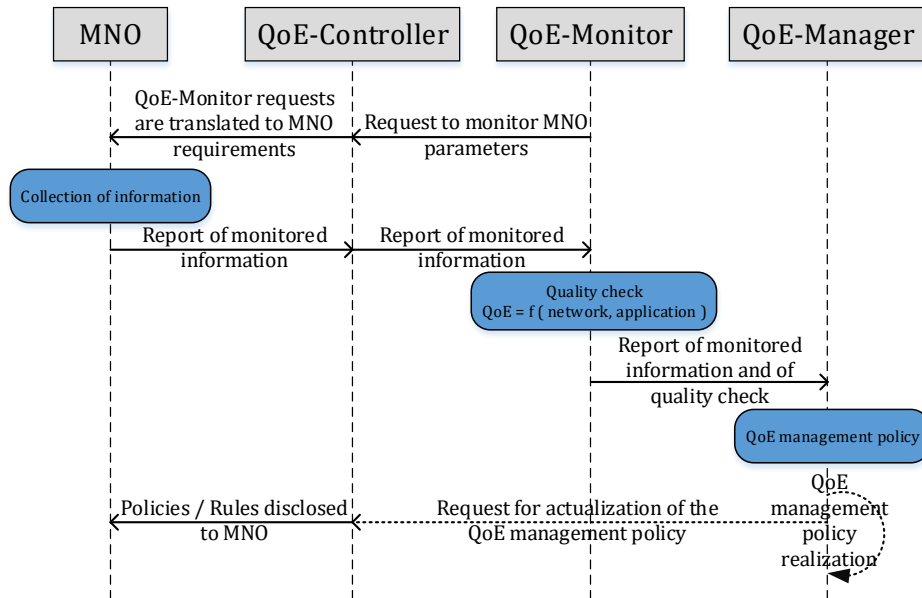 MNO
QoE-Controller
QoE-Monitor
QoE-Manager
QoE-Monitor requests
are translated to MNO
requirements
Request to monitor MNO
parameters
Collection of information
Report of monitored
information
Report of monitored
information
Quality check
QoE = f ( network, application )
Report of monitored
information and of
quality check
QoE management policy
Policies / Rules disclosed
to MNO
Request for actualization of the
QoE management policy
QoE
management
policy
realization